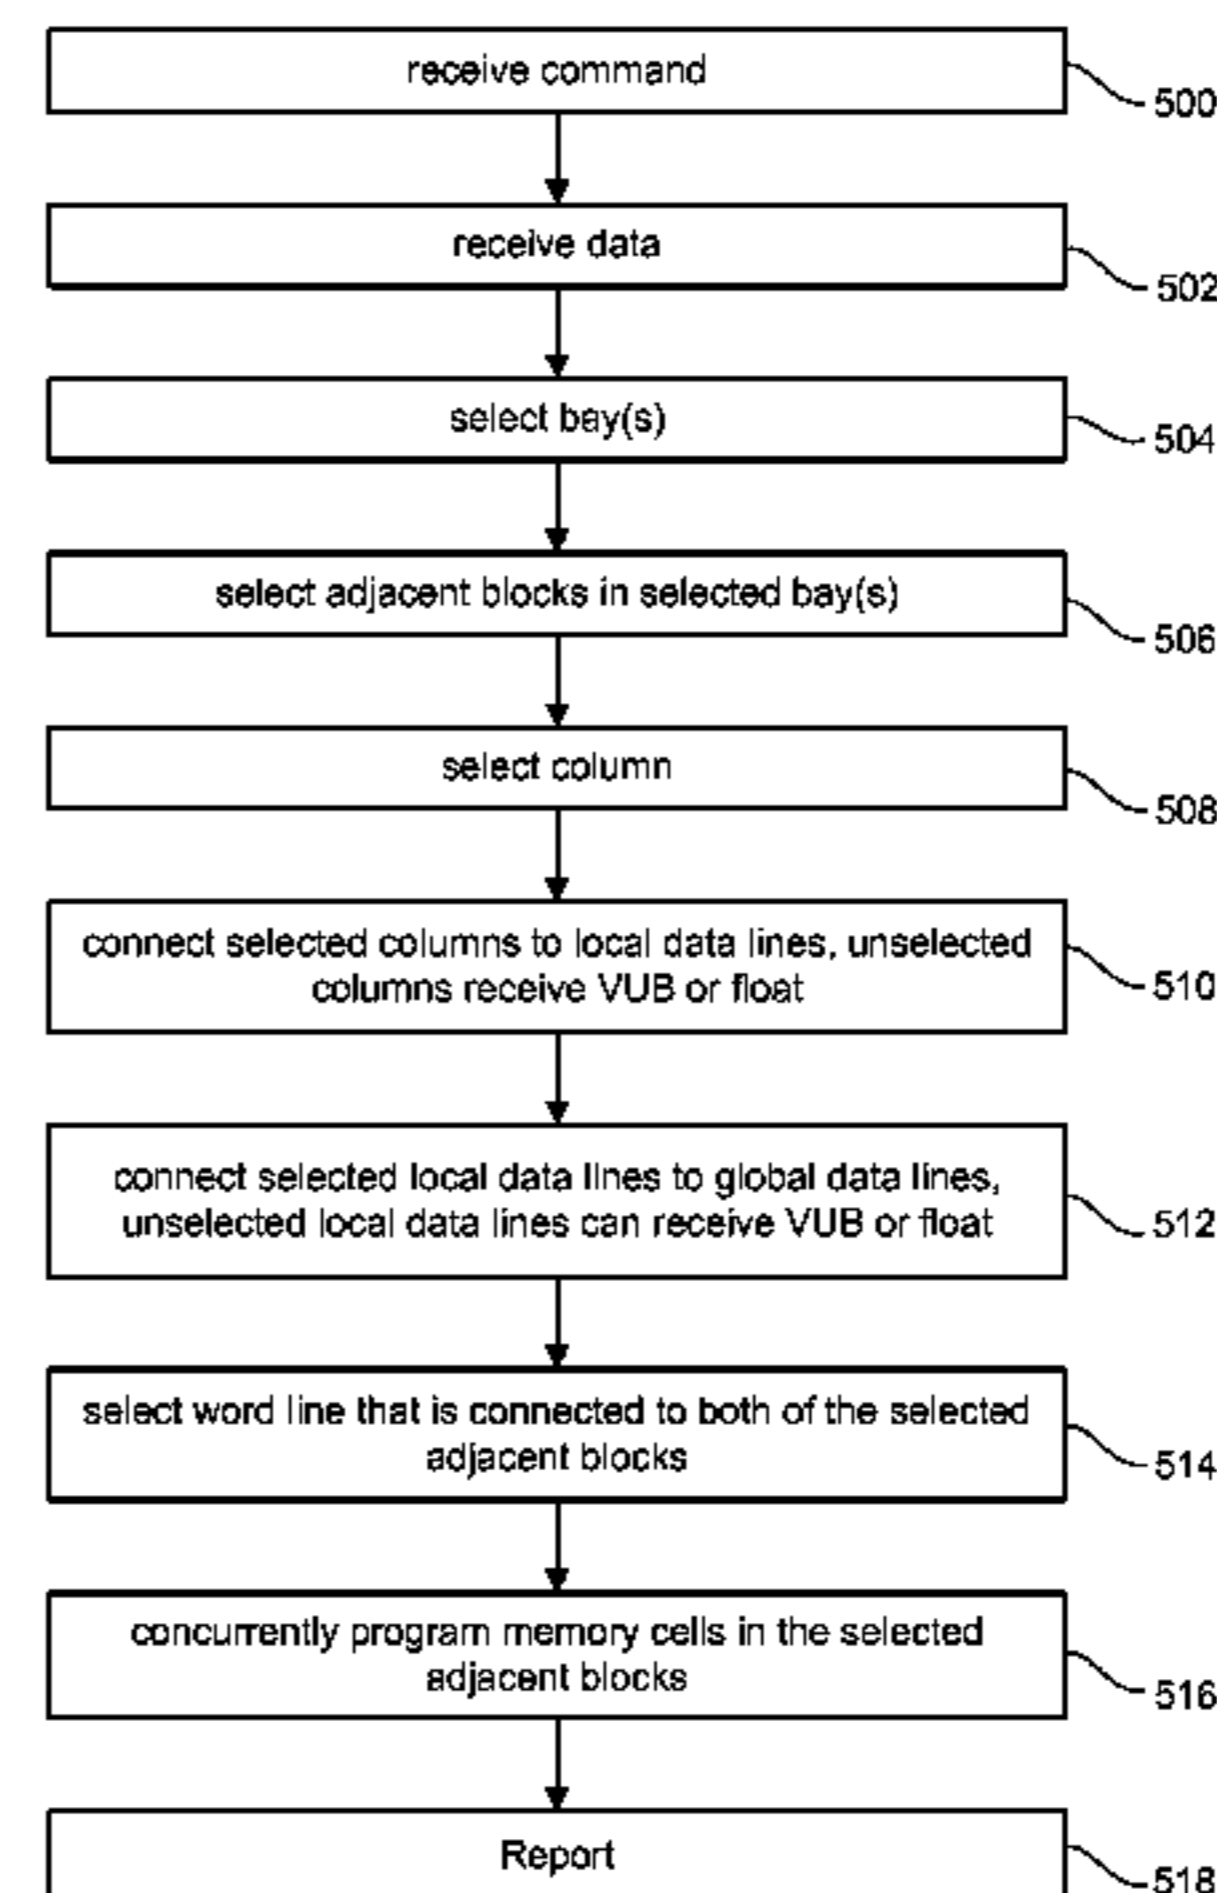 receive command
500
receive data
502
select bay(s)
504
select adjacent blocks in selected bay(s)
506
select column
508
connect selected columns to local data lines, unselected
columns receive VUB or float
510
connect selected local data lines to global data lines,
unselected local data lines can receive VUB or float
512
select word line that is connected to both of the selected
adjacent blocks
514
concurrently program memory cells in the selected
adjacent blocks
516
Report
518